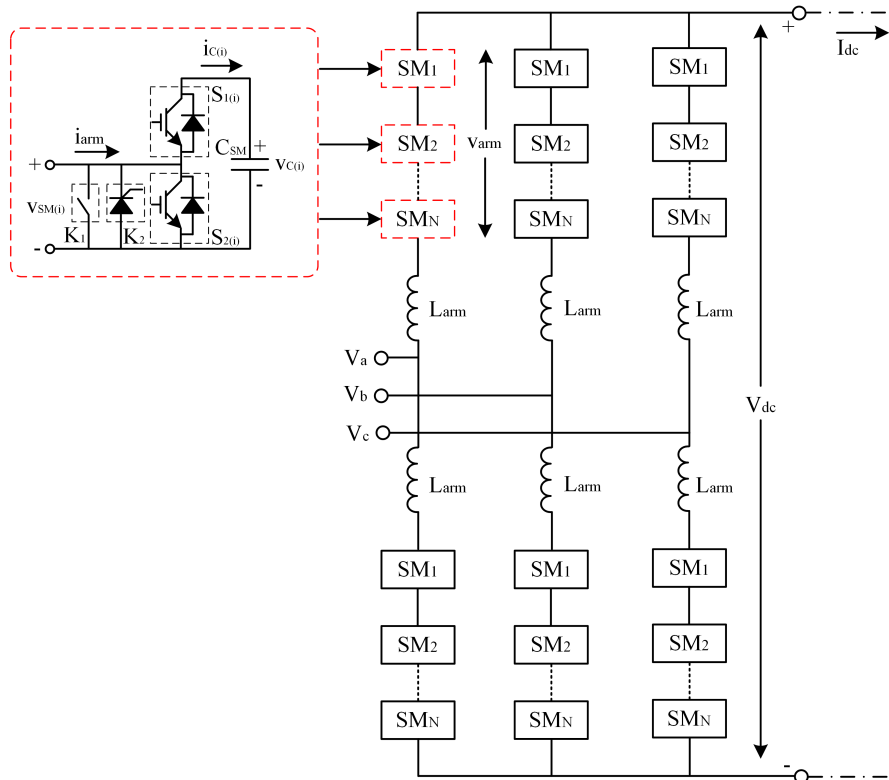 iC(i)
S1(i)
iarm
CSM
+
+
vC(i)
-
vSM(i)
K1
K2
-
S2(i)
SM1
SM2
SMN
varm
SM1
SM2
SMN
SM1
SM2
SMN
+
Idc
Larm
Larm
Larm
Va
Vb
Vc
Vdc
Larm
Larm
Larm
SM1
SM1
SM1
SM2
SM2
SM2
SMN
SMN
SMN
-